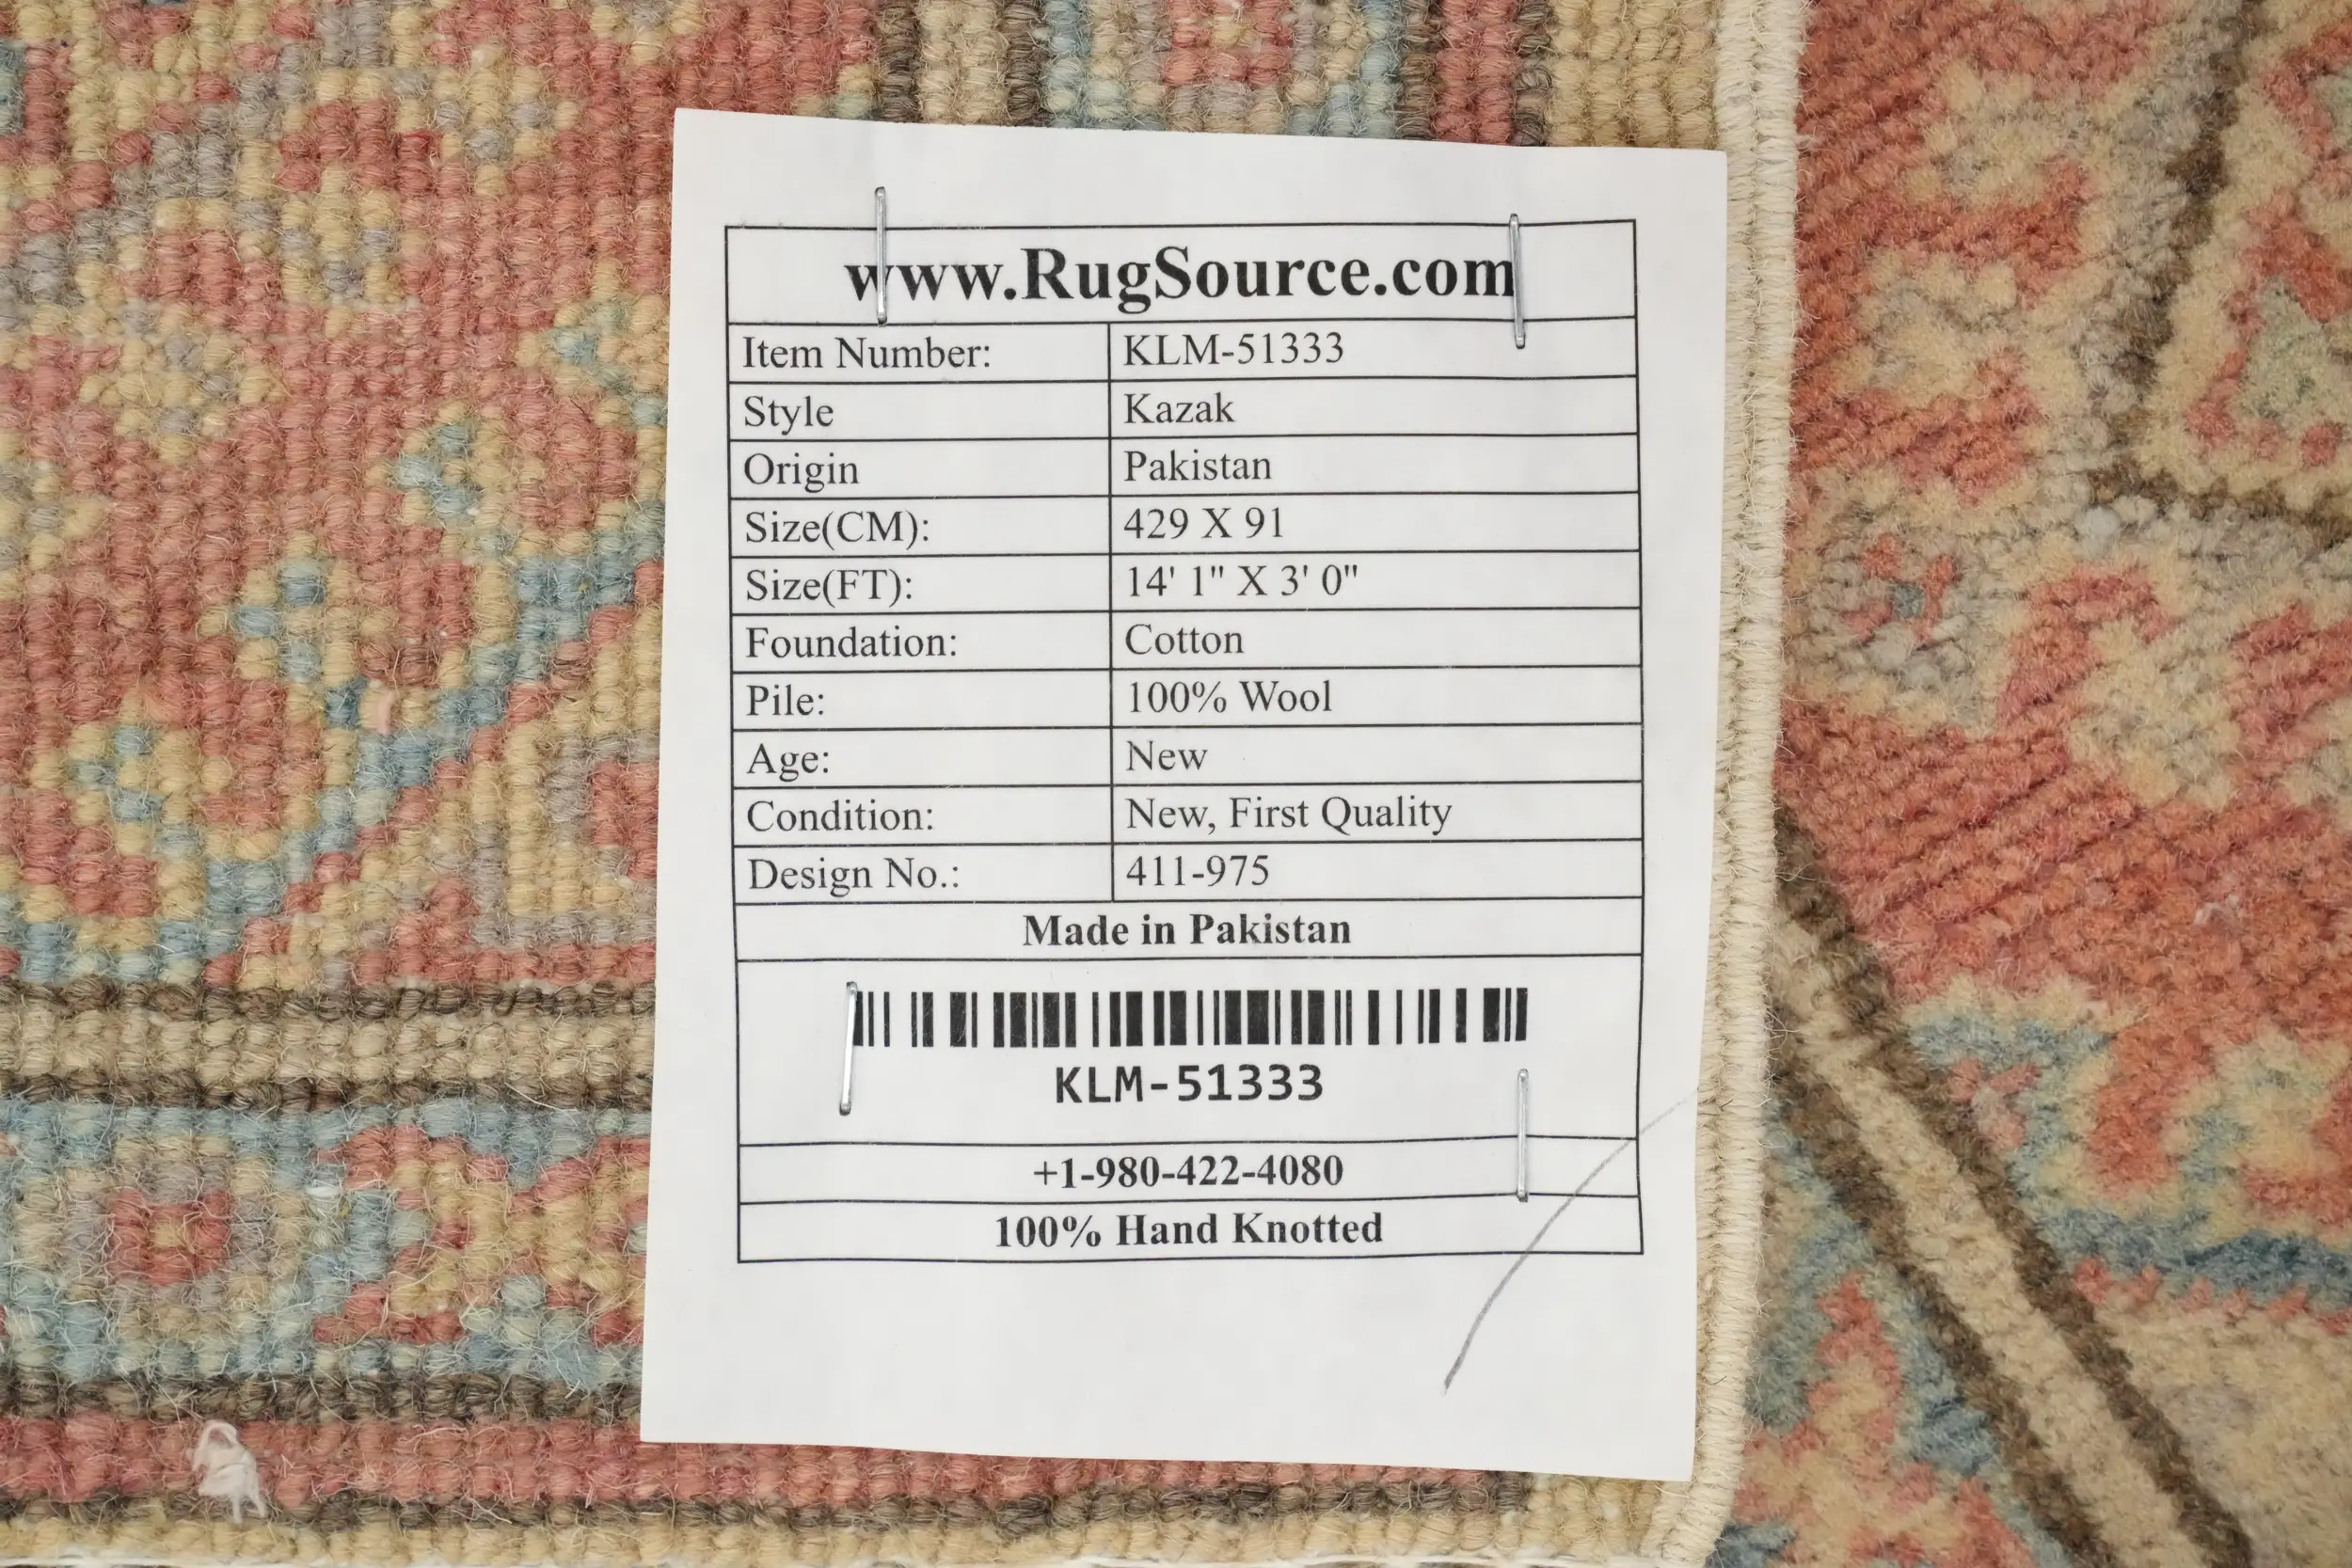 www.RugSource.com
Item Number: KLM-51333
Style Kazak
Origin Pakistan
Size(CM): 429 X 91
Size(FT): 14' 1" X 3' 0"
Foundation: Cotton
Pile: 100% Wool
Age: New
Condition: New, First Quality
Design No.: 411-975
Made in Pakistan
KLM-51333
+1-980-422-4080
100% Hand Knotted